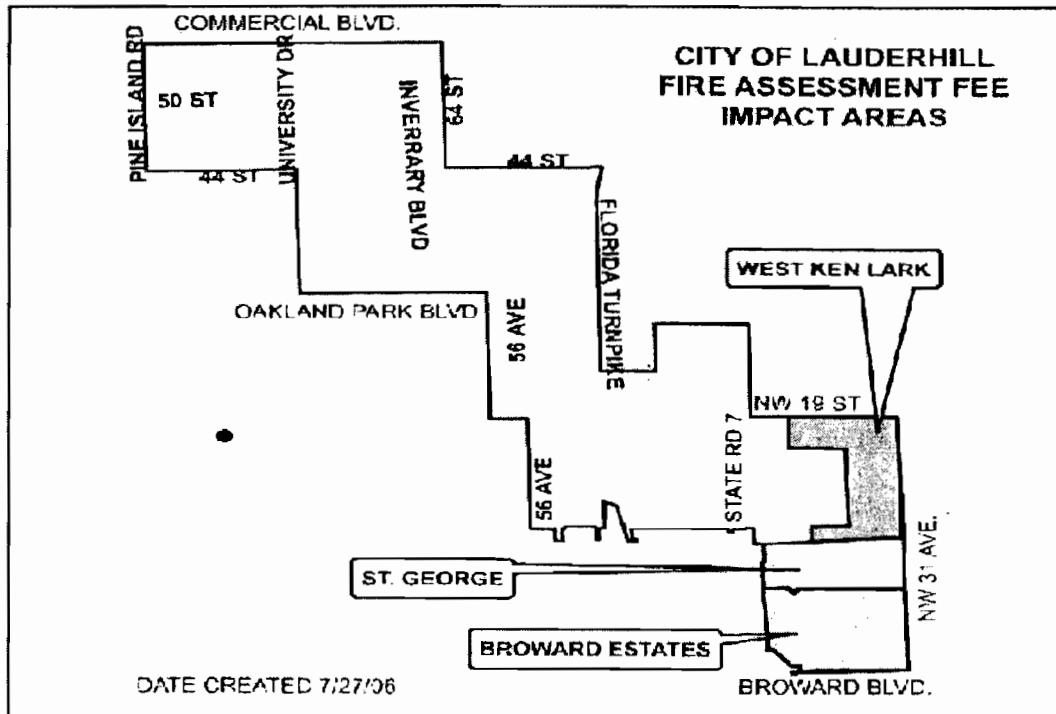 COMMERCIAL BLVD.
CITY OF LAUDERHILL
FIRE ASSESSMENT FEE
IMPACT AREAS
PINE ISLAND RD
50 ST
UNIVERSITY DR
INVERRARY BLVD
64 ST
44 ST
44 ST
FLORIDA TURNPIKE
WEST KEN LARK
OAKLAND PARK BLVD
56 AVE
NW 19 ST
STATE RD 7
56 AVE
NW 31 AVE.
ST. GEORGE
BROWARD ESTATES
DATE CREATED 7/27/06
BROWARD BLVD.